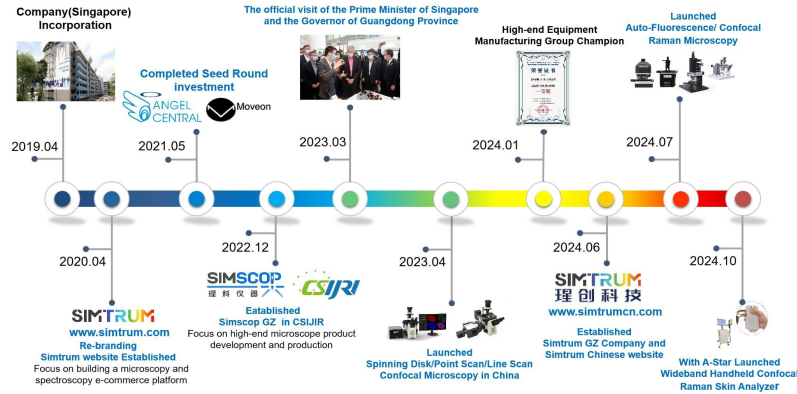 Company(Singapore)
Incorporation
2019.04
2020.04
SIMTRUM
www.simtrum.com
Re-branding
Simtrum website Established
Focus on building a microscopy and
spectroscopy e-commerce platform
Completed Seed Round
investment
ANGEL
CENTRAL
Moveon
2021.05
2022.12
SIMSCOP
理科仪器
CSIJRI
Eatablished
Simscop GZ in CSIJIR
Focus on high-end microscope product
development and production
The official visit of the Prime Minister of Singapore
and the Governor of Guangdong Province
2023.03
2023.04
Launched
Spinning Disk/Point Scan/Line Scan
Confocal Microscopy in China
High-end Equipment
Manufacturing Group Champion
荣誉证书
2024.01
2024.06
SIMTRUM
瑆创科技
www.simtrumcn.com
Established
Simtrum GZ Company and
Simtrum Chinese website
Launched
Auto-Fluorescence/ Confocal
Raman Microscopy
2024.07
2024.10
With A-Star Launched
Wideband Handheld Confocal
Raman Skin Analyzer